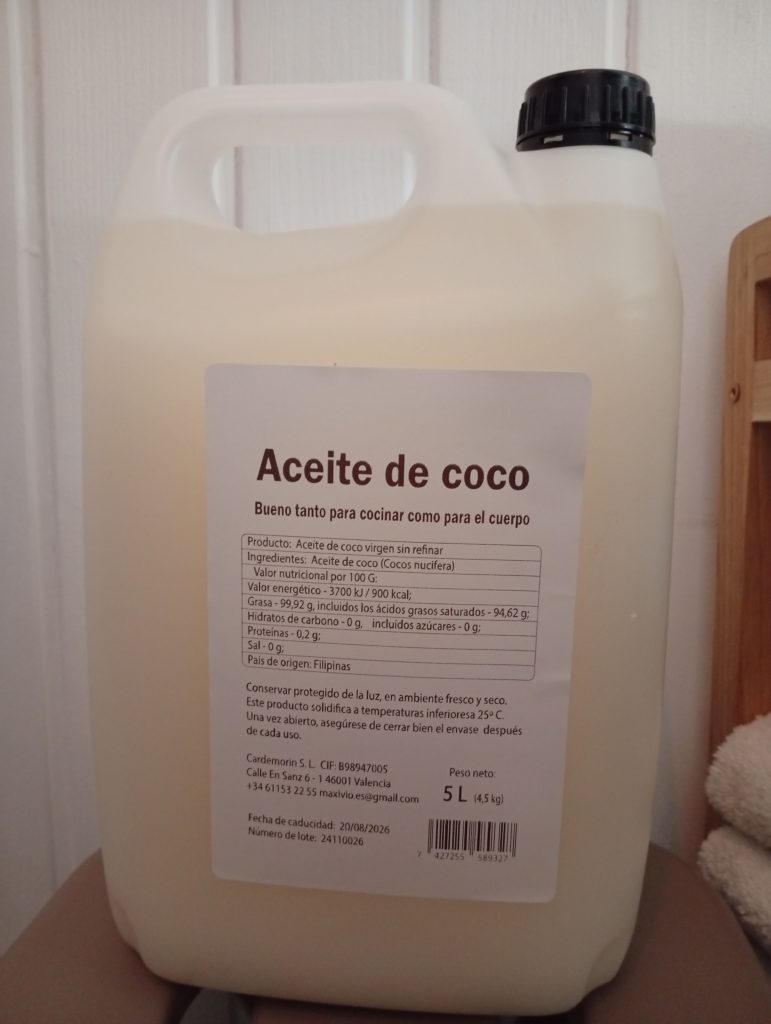 Aceite de coco
Bueno tanto para cocinar como para el cuerpo
Producto: Aceite de coco virgen sin refinar
Ingredientes: Aceite de coco (Cocos nucifera)
Valor nutricional por 100 G:
Valor energético - 3700 kJ / 900 kcal;
Grasa - 99,92 g, incluidos los ácidos grasos saturados - 94,62 g;
Hidratos de carbono - 0 g, incluidos azúcares - 0 g;
Proteínas - 0,2 g;
Sal - 0 g;
País de origen: Filipinas
Conservar protegido de la luz, en ambiente fresco y seco.
Este producto solidifica a temperaturas inferioresa 25º C.
Una vez abierto, asegúrese de cerrar bien el envase después
de cada uso.
Cardemorin S. L. CIF: B98947005
Calle En Sanz 6 - 1 46001 Valencia
+34 61153 22 55 maxivio.es@gmail.com
Peso neto:
5 L (4,5 kg)
Fecha de caducidad: 20/08/2026
Número de lote: 24110026
7 427255 589327